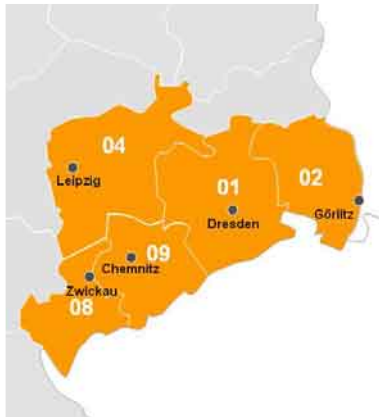 04
Leipzig
01
02
Dresden
Görlitz
09
Chemnitz
Zwickau
08